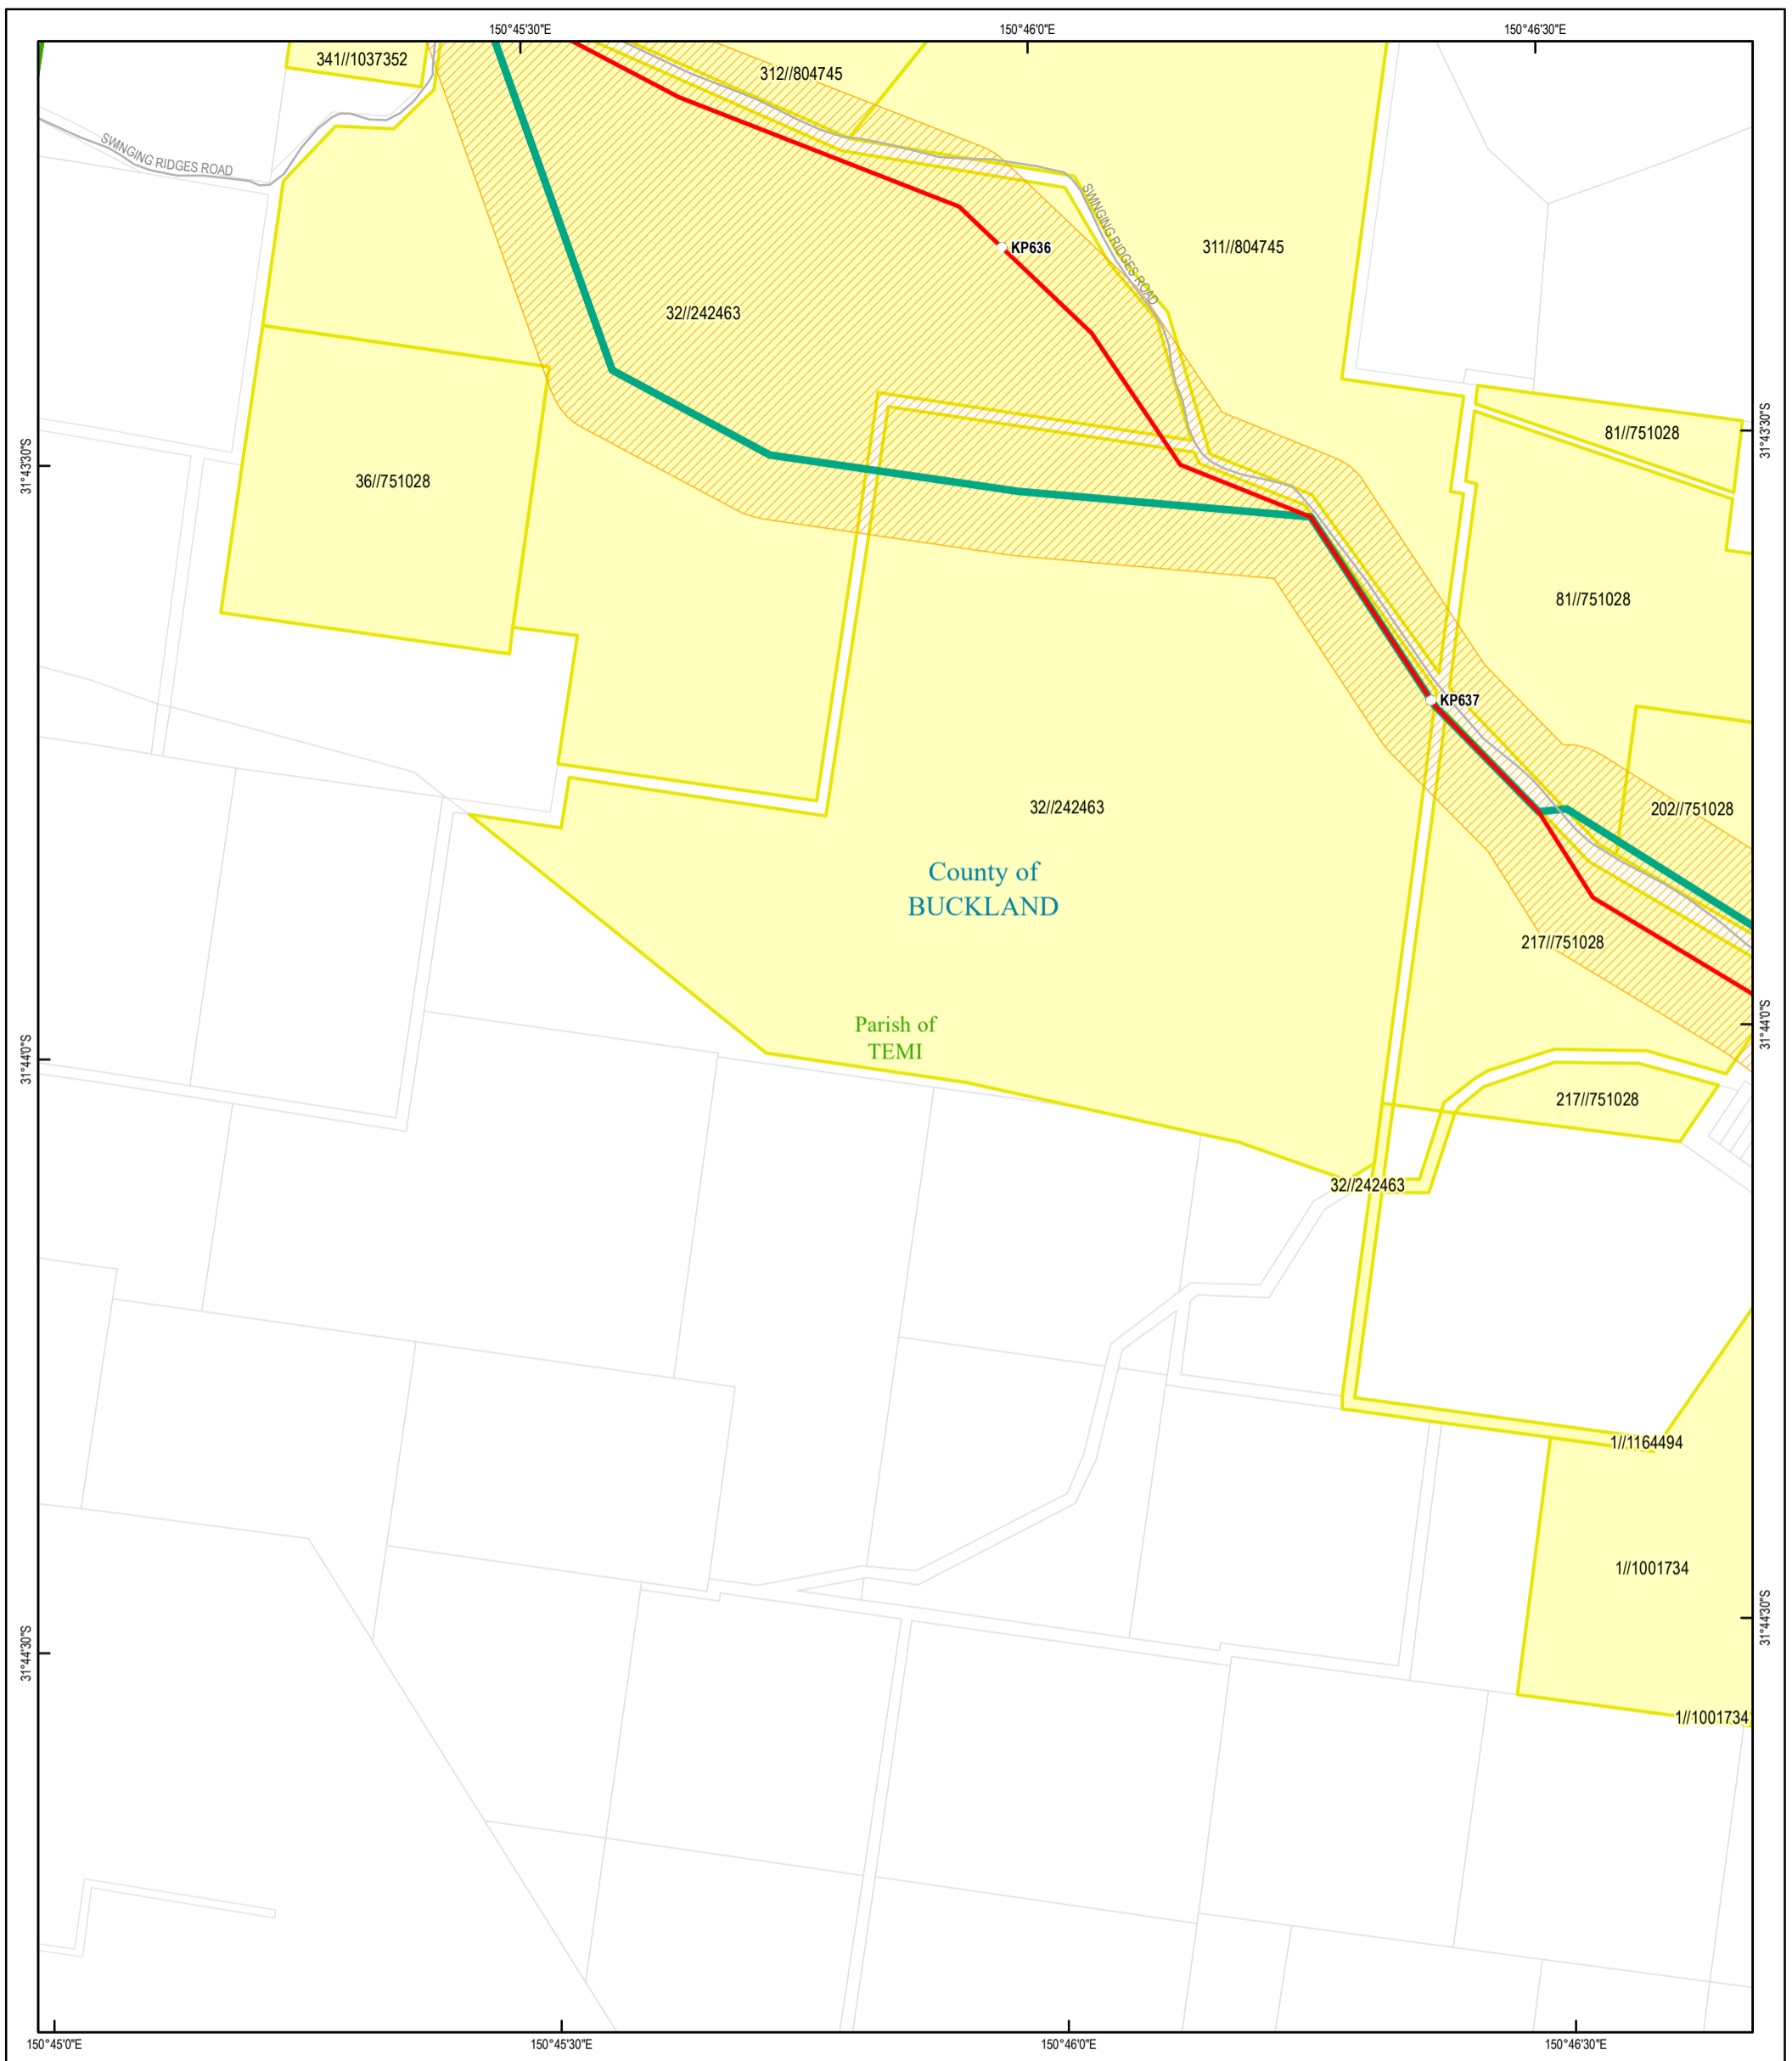 150°45'30"E
150°46'0"E
150°46'30"E
341//1037352
312//804745
SWINGING RIDGES ROAD
SWINGING RIDGES ROAD
KP636
311//804745
32//242463
81//751028
31°43'30"S
31°43'30"S
36//751028
81//751028
KP637
32//242463
202//751028
County of
BUCKLAND
217//751028
Parish of
TEMI
31°44'0"S
31°44'0"S
217//751028
32//242463
1//1164494
1//1001734
31°44'30"S
31°44'30"S
1//1001734
150°45'0"E
150°45'30"E
150°46'0"E
150°46'30"E